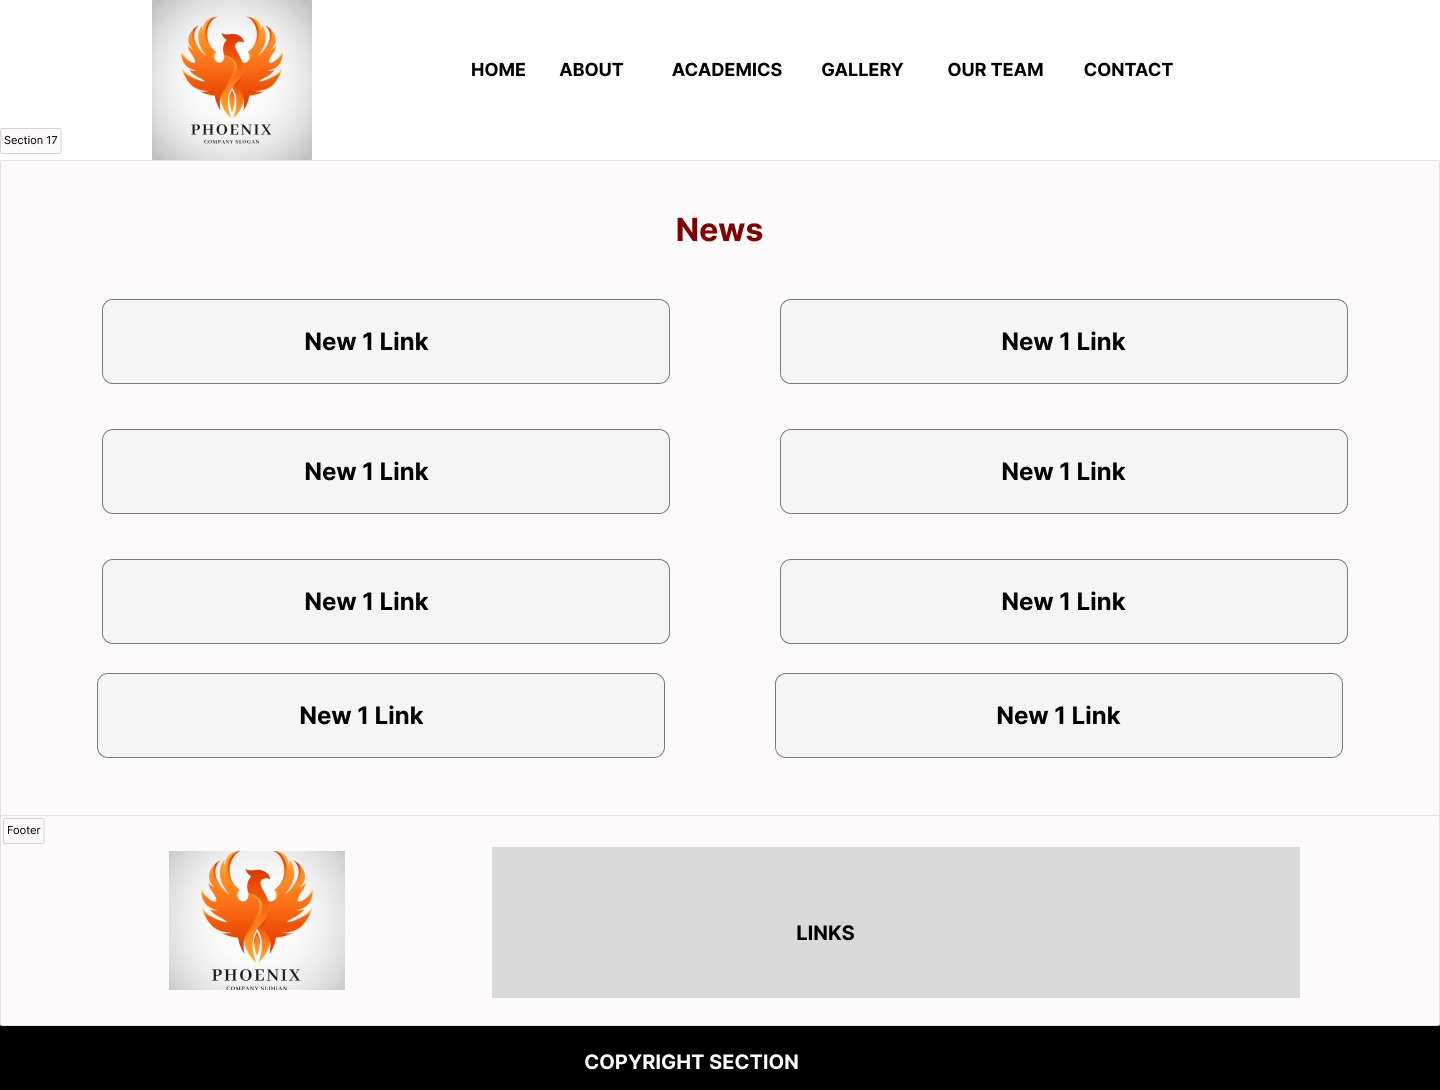 PHOENIX
COMPANY SLOGAN
HOME ABOUT ACADEMICS GALLERY OUR TEAM CONTACT
Section 17
News
New 1 Link
New 1 Link
New 1 Link
New 1 Link
New 1 Link
New 1 Link
New 1 Link
New 1 Link
Footer
PHOENIX
COMPANY SLOGAN
LINKS
COPYRIGHT SECTION